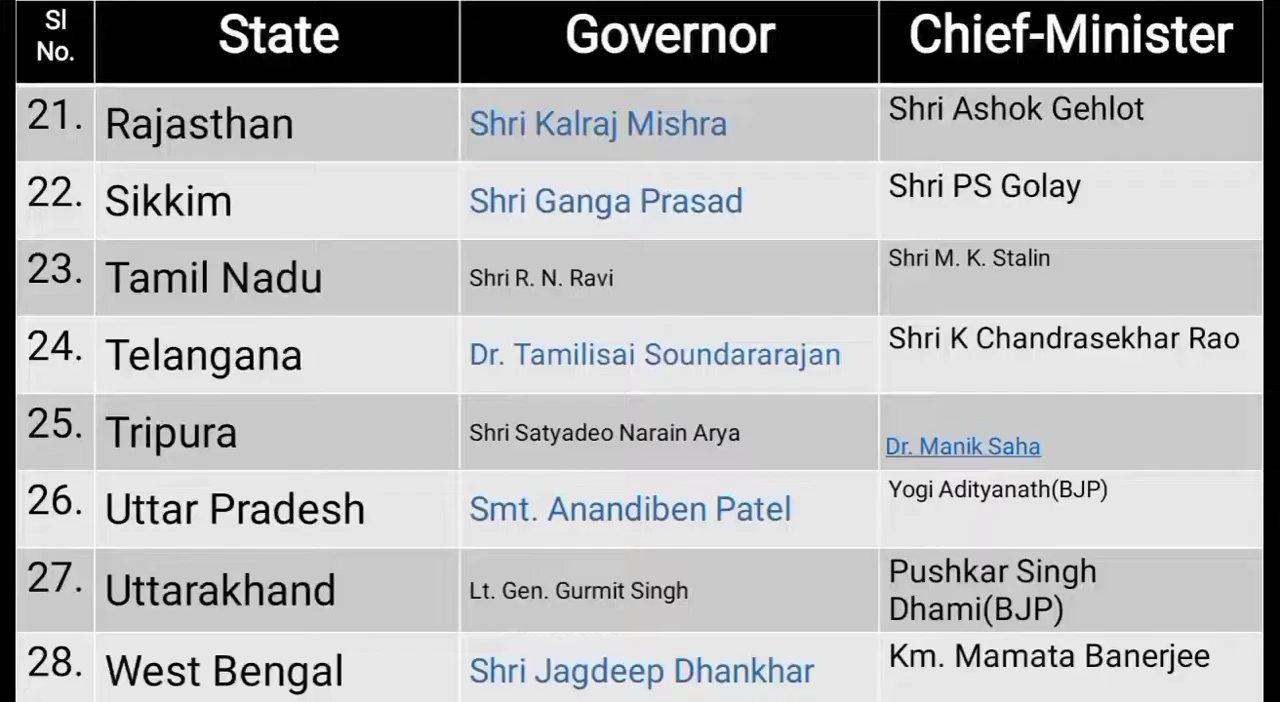 Sl No. State Governor Chief-Minister
21. Rajasthan Shri Kalraj Mishra Shri Ashok Gehlot
22. Sikkim Shri Ganga Prasad Shri PS Golay
23. Tamil Nadu Shri R. N. Ravi Shri M. K. Stalin
24. Telangana Dr. Tamilisai Soundararajan Shri K Chandrasekhar Rao
25. Tripura Shri Satyadeo Narain Arya Dr. Manik Saha
26. Uttar Pradesh Smt. Anandiben Patel Yogi Adityanath(BJP)
27. Uttarakhand Lt. Gen. Gurmit Singh Pushkar Singh Dhami(BJP)
28. West Bengal Shri Jagdeep Dhankhar Km. Mamata Banerjee